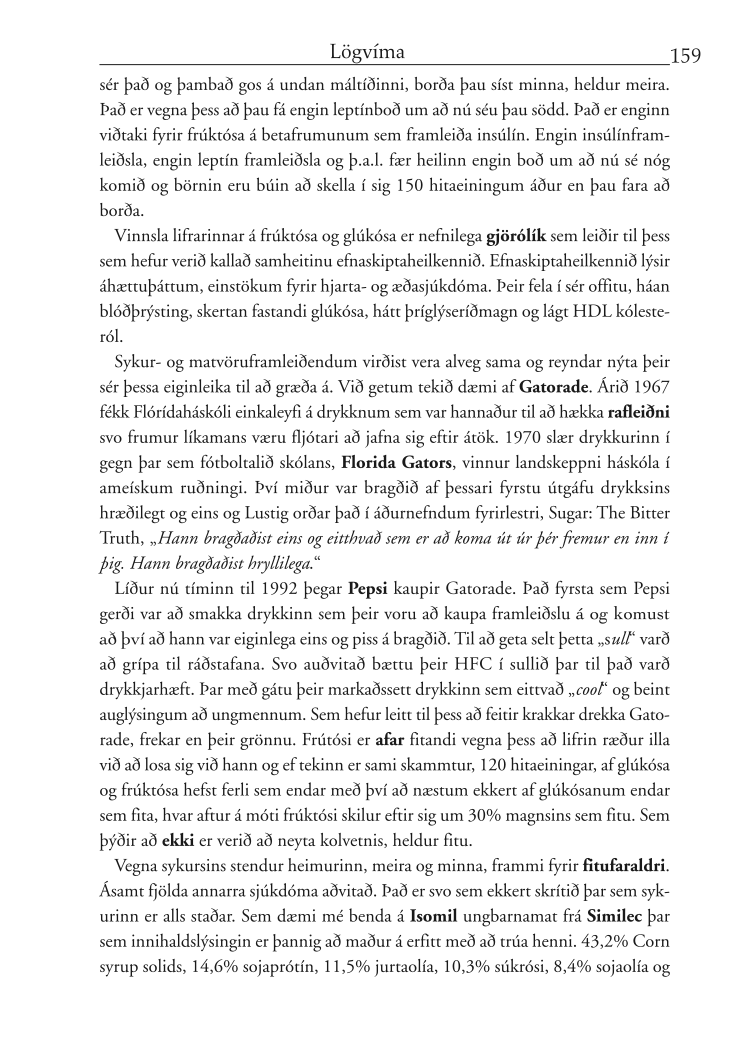 Lögvíma
159
sér það og þambað gos á undan máltíðinni, borða þau síst minna, heldur meira.
Það er vegna þess að þau fá engin leptínboð um að nú séu þau södd. Það er enginn
viðtaki fyrir frúktósa á betafrumunum sem framleiða insúlín. Engin insúlínfram-
leiðsla, engin leptín framleiðsla og þ.a.l. fær heilinn engin boð um að nú sé nóg
komið og börnin eru búin að skella í sig 150 hitaeiningum áður en þau fara að
borða.
Vinnsla lifrarinnar á frúktósa og glúkósa er nefnilega gjörólík sem leiðir til þess
sem hefur verið kallað samheitinu efnaskiptaheilkennið. Efnaskiptaheilkennið lýsir
áhættuþáttum, einstökum fyrir hjarta- og æðasjúkdóma. Þeir fela í sér offitu, háan
blóðþrýsting, skertan fastandi glúkósa, hátt þríglýseríðmagn og lágt HDL kóleste-
ról.
Sykur- og matvöruframleiðendum virðist vera alveg sama og reyndar nýta þeir
sér þessa eiginleika til að græða á. Við getum tekið dæmi af Gatorade. Árið 1967
fékk Flórídaháskóli einkaleyfi á drykknum sem var hannaður til að hækka rafleiðni
svo frumur líkamans væru fljótari að jafna sig eftir átök. 1970 slær drykkurinn í
gegn þar sem fótboltalið skólans, Florida Gators, vinnur landskeppni háskóla í
ameískum ruðningi. Því miður var bragðið af þessari fyrstu útgáfu drykksins
hræðilegt og eins og Lustig orðar það í áðurnefndum fyrirlestri, Sugar: The Bitter
Truth, „Hann bragðaðist eins og eitthvað sem er að koma út úr þér fremur en inn í
þig. Hann bragðaðist hryllilega.“
Líður nú tíminn til 1992 þegar Pepsi kaupir Gatorade. Það fyrsta sem Pepsi
gerði var að smakka drykkinn sem þeir voru að kaupa framleiðslu á og komust
að því að hann var eiginlega eins og piss á bragðið. Til að geta selt þetta „sull“ varð
að grípa til ráðstafana. Svo auðvitað bættu þeir HFC í sullið þar til það varð
drykkjarhæft. Þar með gátu þeir markaðssett drykkinn sem eittvað „cool“ og beint
auglýsingum að ungmennum. Sem hefur leitt til þess að feitir krakkar drekka Gato-
rade, frekar en þeir grönnu. Frútósi er afar fitandi vegna þess að lifrin ræður illa
við að losa sig við hann og ef tekinn er sami skammtur, 120 hitaeiningar, af glúkósa
og frúktósa hefst ferli sem endar með því að næstum ekkert af glúkósanum endar
sem fita, hvar aftur á móti frúktósi skilur eftir sig um 30% magnsins sem fitu. Sem
þýðir að ekki er verið að neyta kolvetnis, heldur fitu.
Vegna sykursins stendur heimurinn, meira og minna, frammi fyrir fitufaraldri.
Ásamt fjölda annarra sjúkdóma aðvitað. Það er svo sem ekkert skrítið þar sem syk-
urinn er alls staðar. Sem dæmi mé benda á Isomil ungbarnamat frá Similec þar
sem innihaldslýsingin er þannig að maður á erfitt með að trúa henni. 43,2% Corn
syrup solids, 14,6% sojaprótín, 11,5% jurtaolía, 10,3% súkrósi, 8,4% sojaolía og